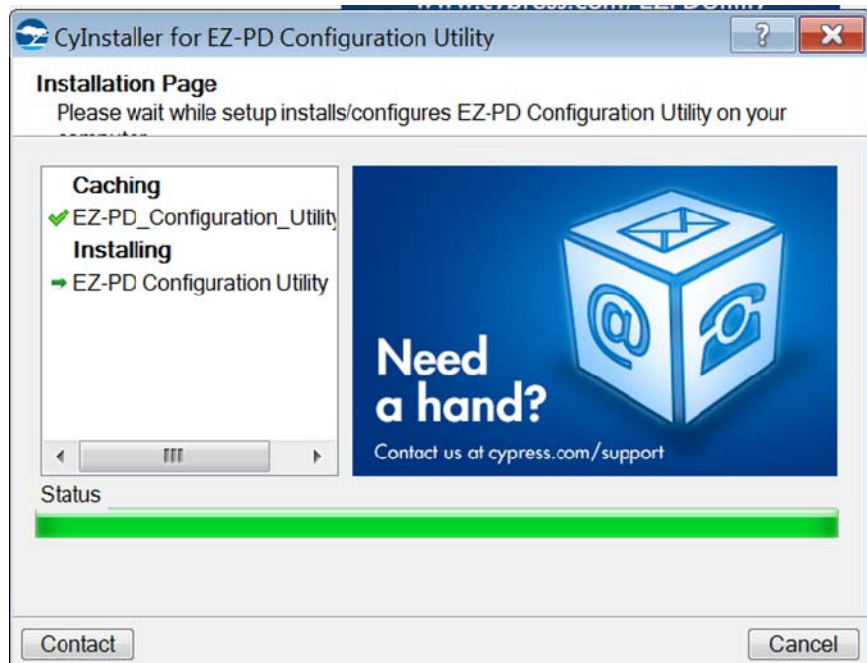 CyInstaller for EZ-PD Configuration Utility
Installation Page
Please wait while setup installs/configures EZ-PD Configuration Utility on your
Caching
EZ-PD_Configuration_Utility
Installing
EZ-PD Configuration Utility
Need
a hand?
Contact us at cypress.com/support
Status
Contact
Cancel